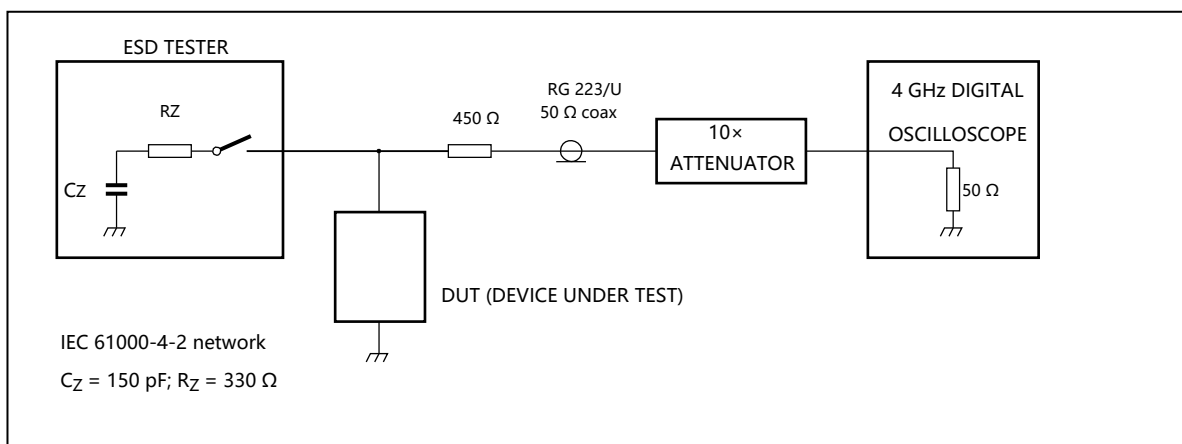 ESD TESTER
RZ
CZ
450 Ω
RG 223/U
50 Ω coax
10×
ATTENUATOR
4 GHz DIGITAL
OSCILLOSCOPE
50 Ω
DUT (DEVICE UNDER TEST)
IEC 61000-4-2 network
CZ = 150 pF; RZ = 330 Ω